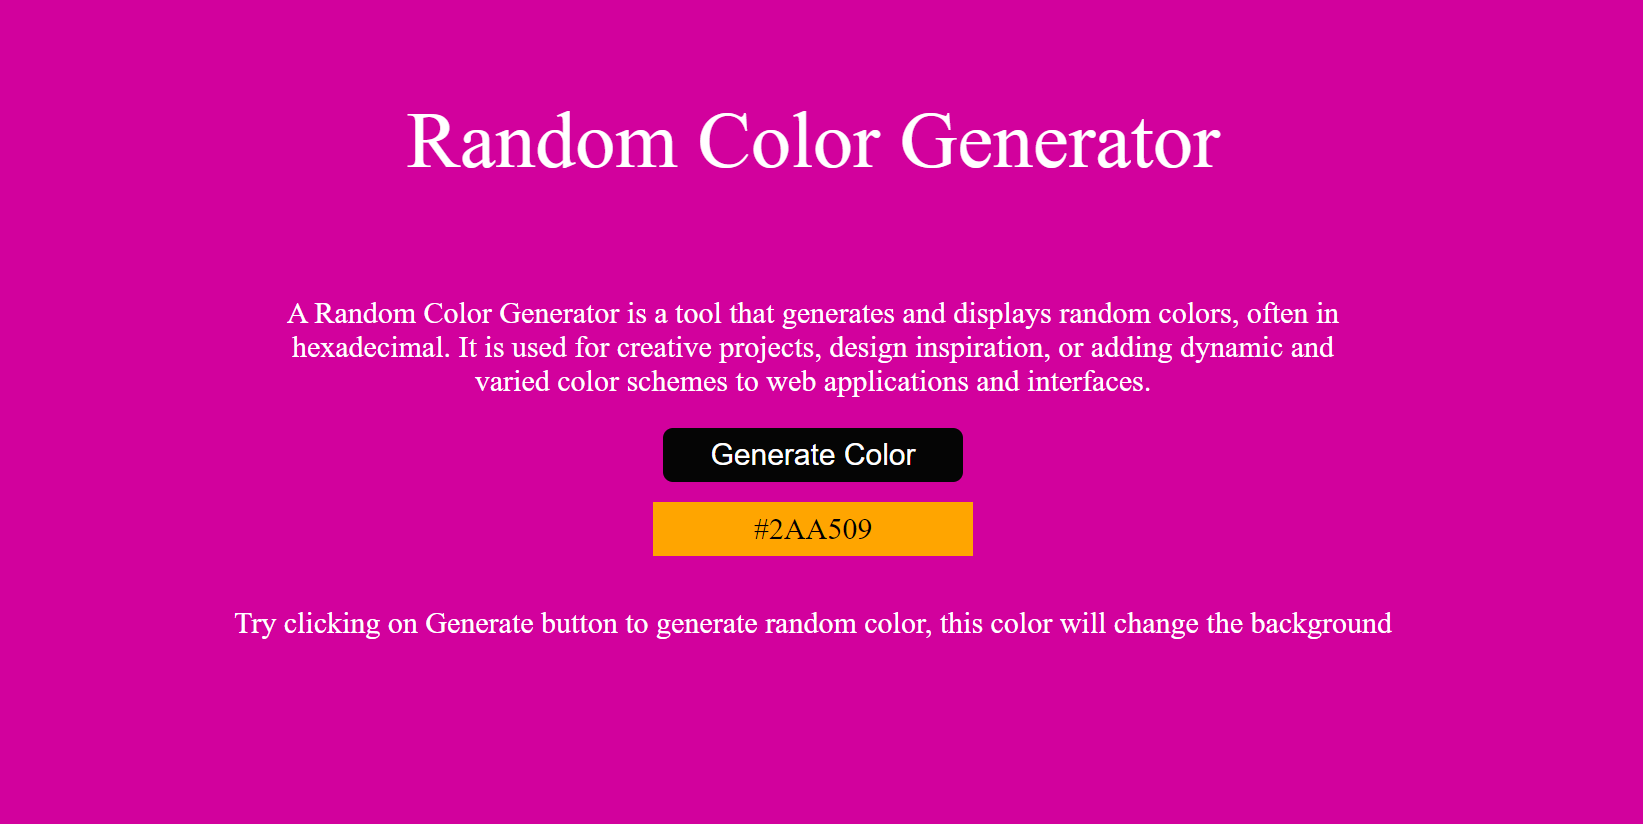 Random Color Generator
A Random Color Generator is a tool that generates and displays random colors, often in
hexadecimal. It is used for creative projects, design inspiration, or adding dynamic and
varied color schemes to web applications and interfaces.
Generate Color
#2AA509
Try clicking on Generate button to generate random color, this color will change the background